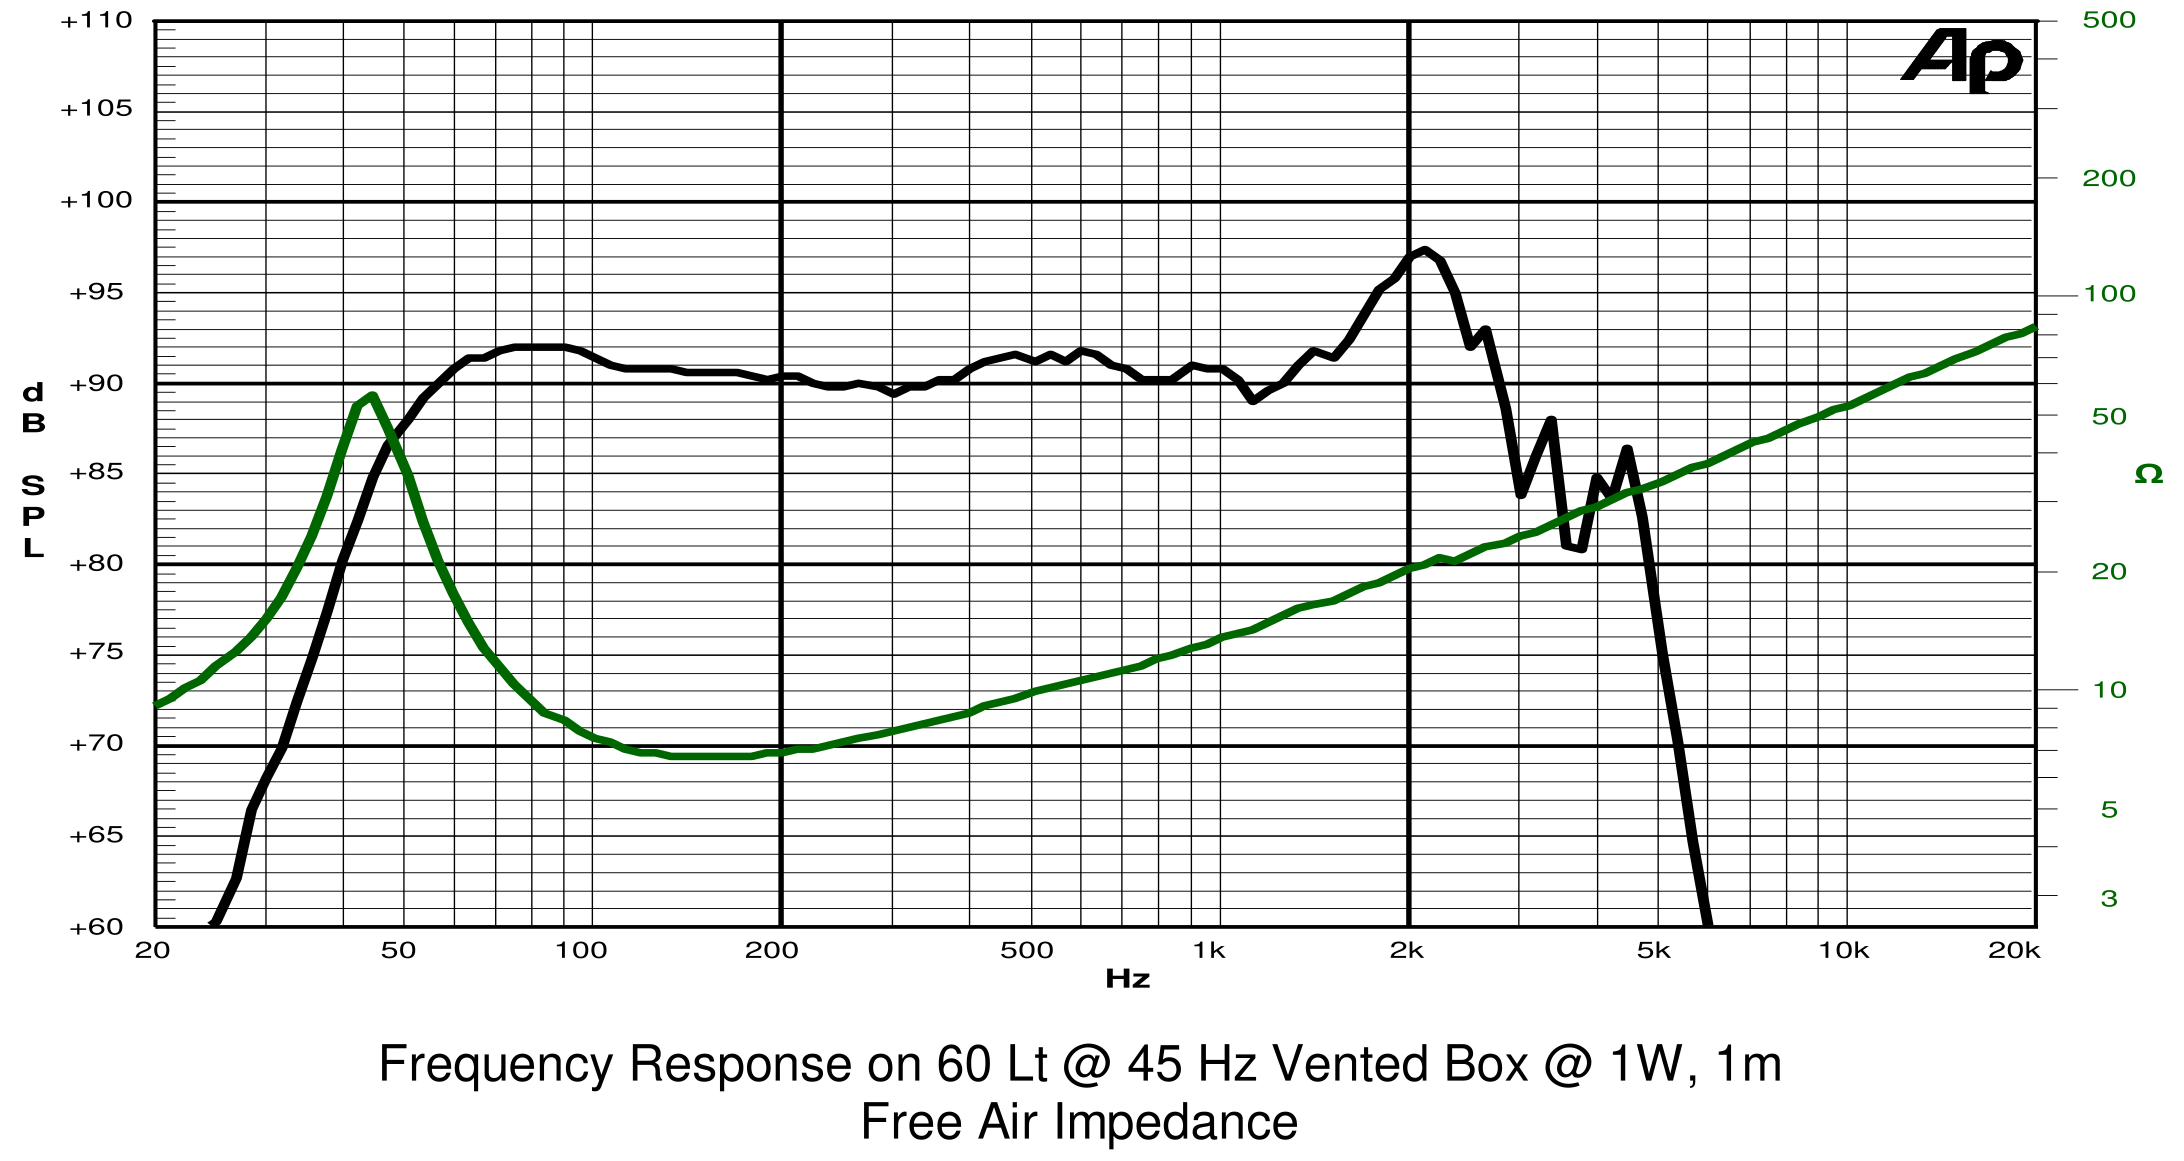 +110
+105
+100
+95
+90
+85
+80
+75
+70
+65
+60
dB SPL
Ap
500
200
100
50
20
10
5
3
Ω
20 50 100 200 500 1k 2k 5k 10k 20k
Hz
Frequency Response on 60 Lt @ 45 Hz Vented Box @ 1W, 1m
Free Air Impedance